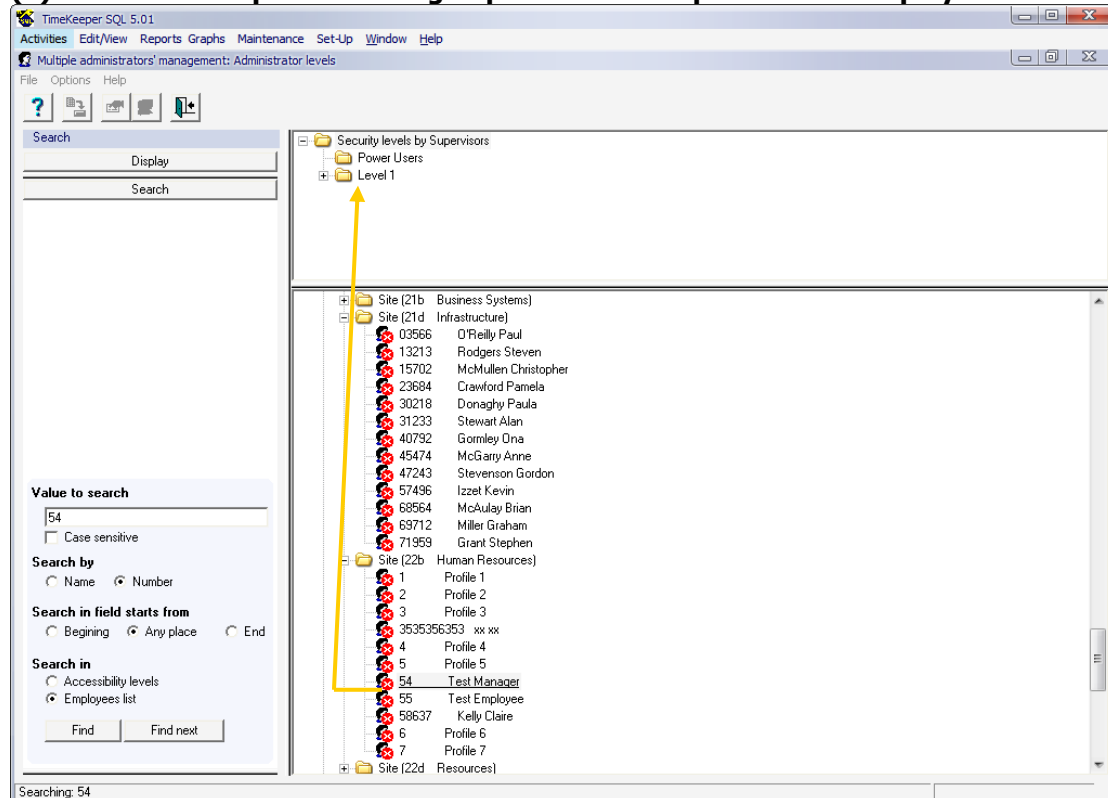 TimeKeeper SQL 5.01
Activities Edit/View Reports Graphs Maintenance Set-Up Window Help
Multiple administrators' management: Administrator levels
File Options Help
Search
Display
Search
Value to search
54
Case sensitive
Search by
Name Number
Search in field starts from
Begining Any place End
Search in
Accessibility levels
Employees list
Find Find next
Security levels by Supervisors
Power Users
Level 1
Site (21b Business Systems)
Site (21d Infrastructure)
03566 O'Reilly Paul
13213 Rodgers Steven
15702 McMullen Christopher
23684 Crawford Pamela
30218 Donaghy Paula
31233 Stewart Alan
40792 Gormley Ona
45474 McGarry Anne
47243 Stevenson Gordon
57496 Izzet Kevin
68564 McAulay Brian
69712 Miller Graham
71959 Grant Stephen
Site (22b Human Resources)
1 Profile 1
2 Profile 2
3 Profile 3
3535356353 xx xx
4 Profile 4
5 Profile 5
54 Test Manager
55 Test Employee
58637 Kelly Claire
6 Profile 6
7 Profile 7
Site (22d Resources)
Searching: 54